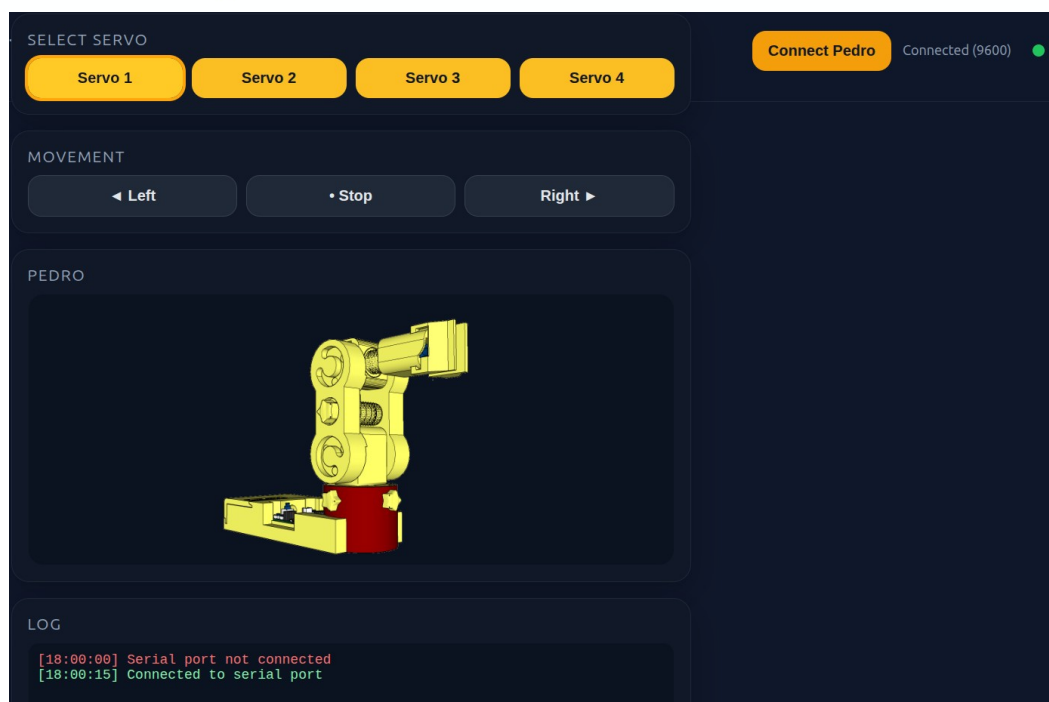 SELECT SERVO
Servo 1 Servo 2 Servo 3 Servo 4
Connect Pedro Connected (9600)
MOVEMENT
◄ Left • Stop Right ►
PEDRO
LOG
[18:00:00] Serial port not connected
[18:00:15] Connected to serial port